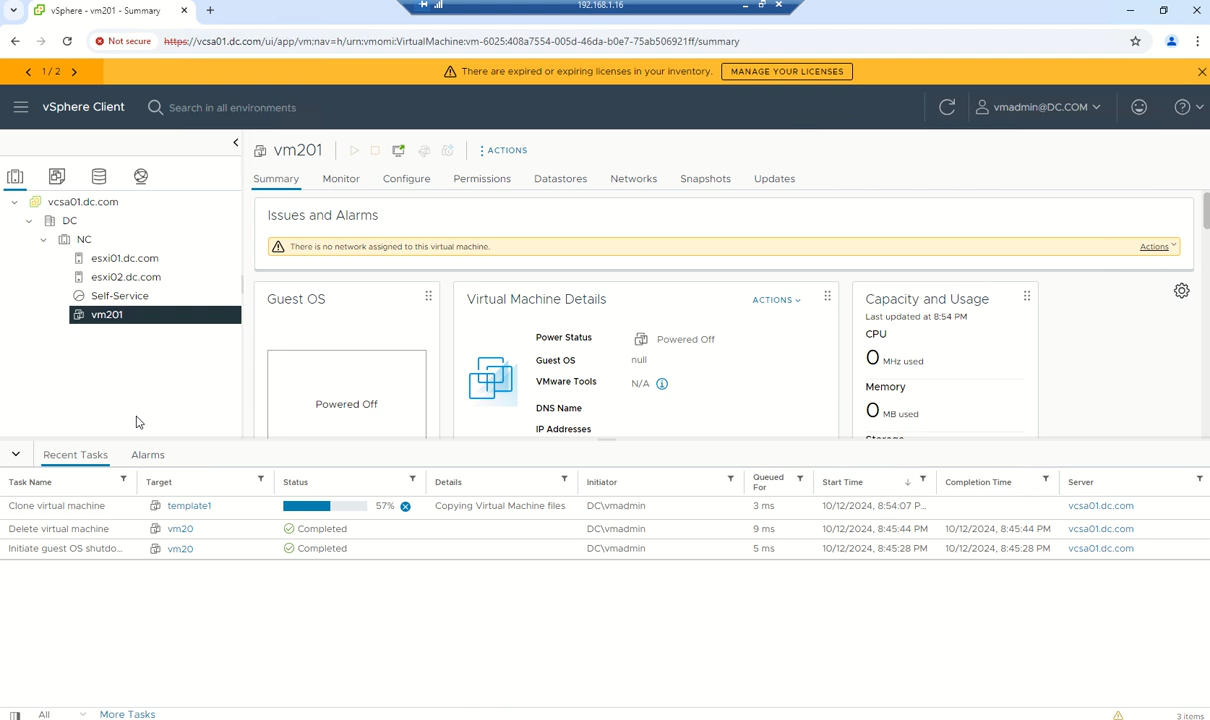 vSphere - vm201 - Summary
192.168.1.16
Not secure
https://vcsa01.dc.com/ui/app/vm;nav=h/urn:vmomi:VirtualMachine:vm-6025:408a7554-005d-46da-b0e7-75ab506921ff/summary
1 / 2
There are expired or expiring licenses in your inventory.
MANAGE YOUR LICENSES
vSphere Client
Search in all environments
vmadmin@DC.COM
vm201
ACTIONS
Summary
Monitor
Configure
Permissions
Datastores
Networks
Snapshots
Updates
vcsa01.dc.com
DC
NC
esxi01.dc.com
esxi02.dc.com
Self-Service
vm201
Issues and Alarms
There is no network assigned to this virtual machine.
Actions
Guest OS
Powered Off
Virtual Machine Details
ACTIONS
Power Status
Powered Off
Guest OS
null
VMware Tools
N/A
DNS Name
IP Addresses
Capacity and Usage
Last updated at 8:54 PM
CPU
0 MHz used
Memory
0 MB used
Storage
Recent Tasks
Alarms
Task Name
Target
Status
Details
Initiator
Queued For
Start Time
Completion Time
Server
Clone virtual machine
template1
57%
Copying Virtual Machine files
DC\vmadmin
3 ms
10/12/2024, 8:54:07 P...
vcsa01.dc.com
Delete virtual machine
vm20
Completed
DC\vmadmin
9 ms
10/12/2024, 8:45:44 PM
10/12/2024, 8:45:44 PM
vcsa01.dc.com
Initiate guest OS shutdo...
vm20
Completed
DC\vmadmin
5 ms
10/12/2024, 8:45:28 PM
10/12/2024, 8:45:28 PM
vcsa01.dc.com
All
More Tasks
3 items